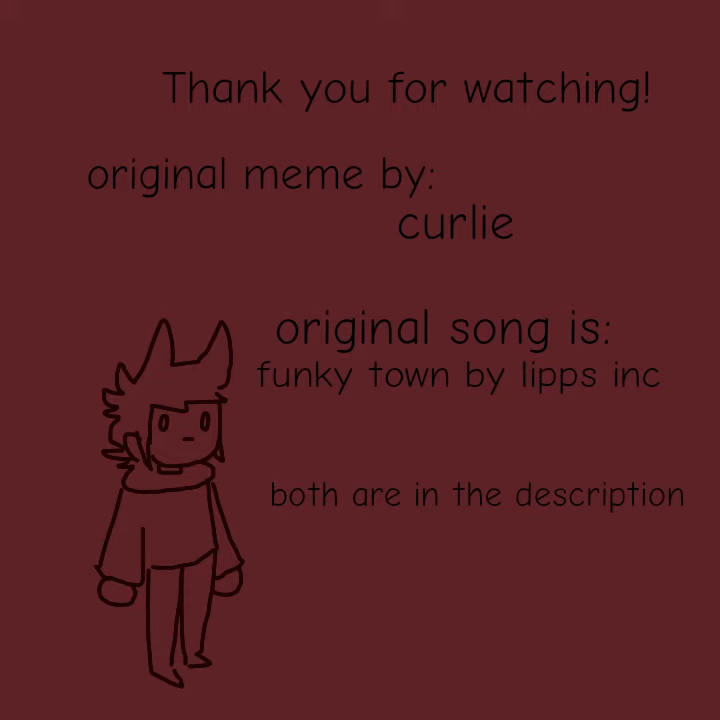 Thank you for watching!
original meme by:
curlie
original song is:
funky town by lipps inc
both are in the description